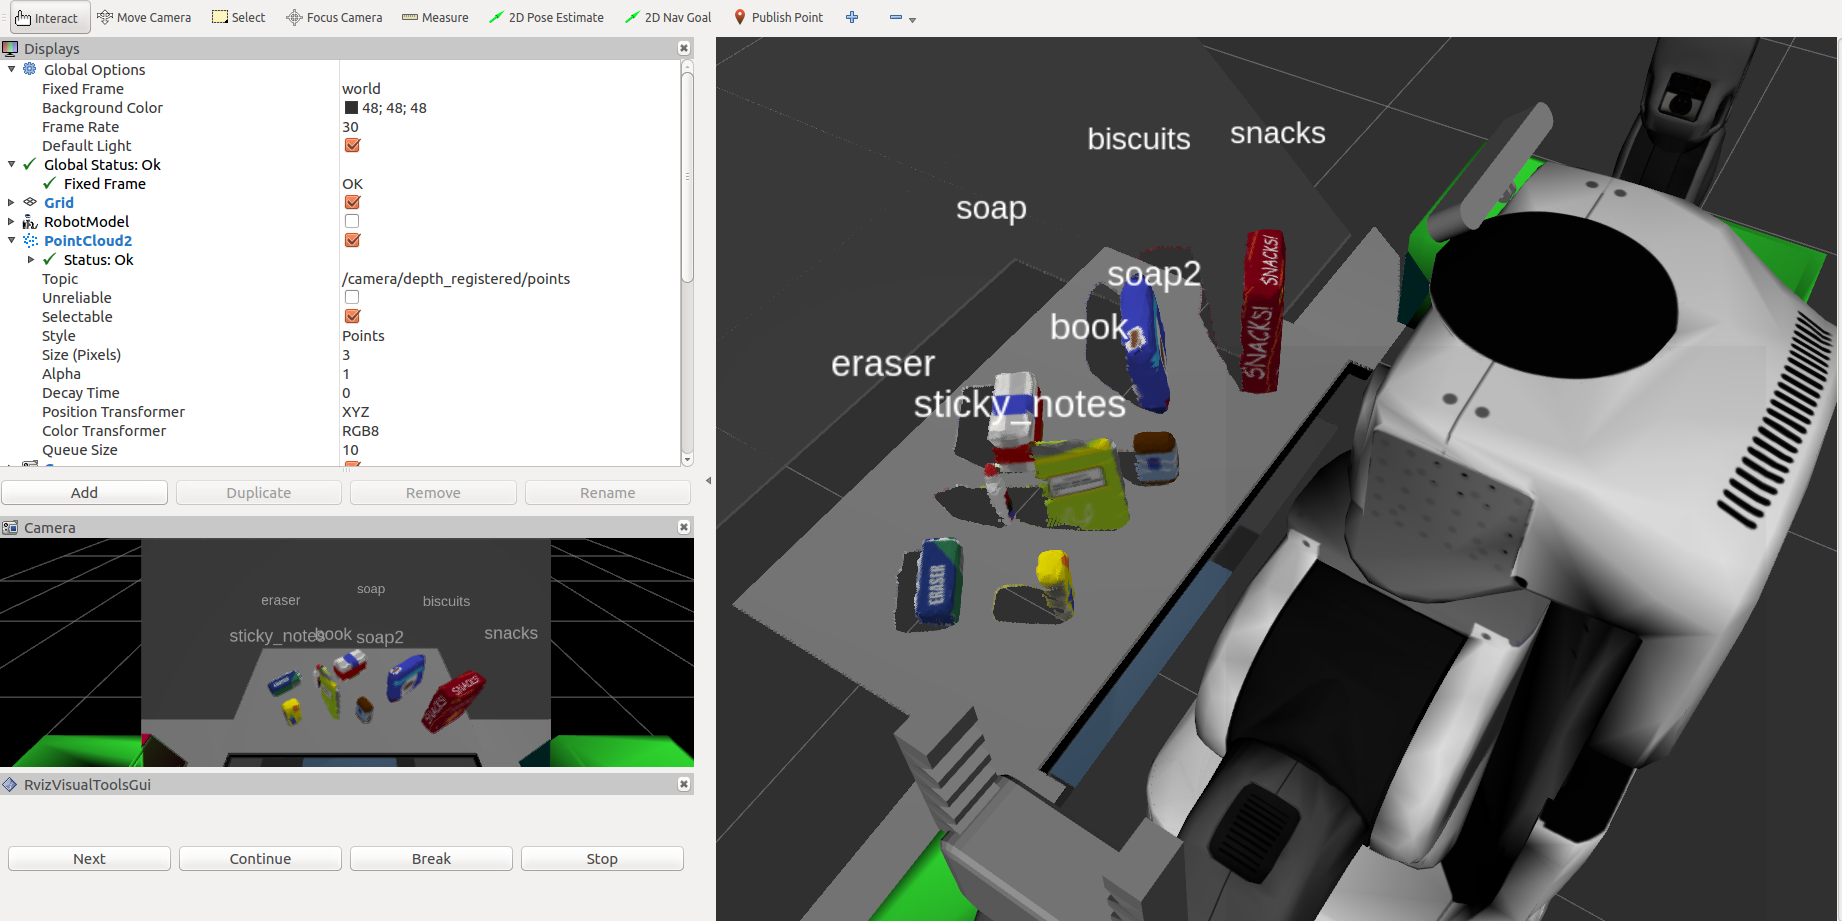 Interact Move Camera Select Focus Camera Measure 2D Pose Estimate 2D Nav Goal Publish Point
Displays
Global Options
Fixed Frame world
Background Color 48; 48; 48
Frame Rate 30
Default Light
Global Status: Ok
Fixed Frame OK
Grid
RobotModel
PointCloud2
Status: Ok
Topic /camera/depth_registered/points
Unreliable
Selectable
Style Points
Size (Pixels) 3
Alpha 1
Decay Time 0
Position Transformer XYZ
Color Transformer RGB8
Queue Size 10
Add Duplicate Remove Rename
Camera
soap
eraser
biscuits
sticky_notes
book
soap2
snacks
SNACKS!
SNACKS!
RvizVisualToolsGui
Next Continue Break Stop
biscuits
snacks
soap
soap2
book
eraser
sticky_notes
SNACKS!
SNACKS!
ERASER